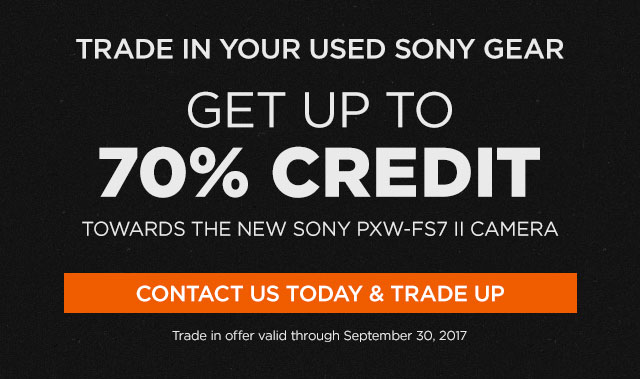 TRADE IN YOUR USED SONY GEAR
GET UP TO
70% CREDIT
TOWARDS THE NEW SONY PXW-FS7 II CAMERA
CONTACT US TODAY & TRADE UP
Trade in offer valid through September 30, 2017